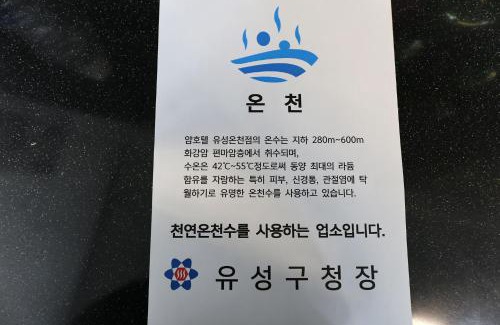 온천
얌호텔 유성온천점의 온수는 지하 280m~600m
화강암 편마암층에서 취수되며,
수온은 42℃~55℃정도로써 동양 최대의 라듐
함유를 자랑하는 특히 피부, 신경통, 관절염에 탁
월하기로 유명한 온천수를 사용하고 있습니다.
천연온천수를 사용하는 업소입니다.
유성구청장